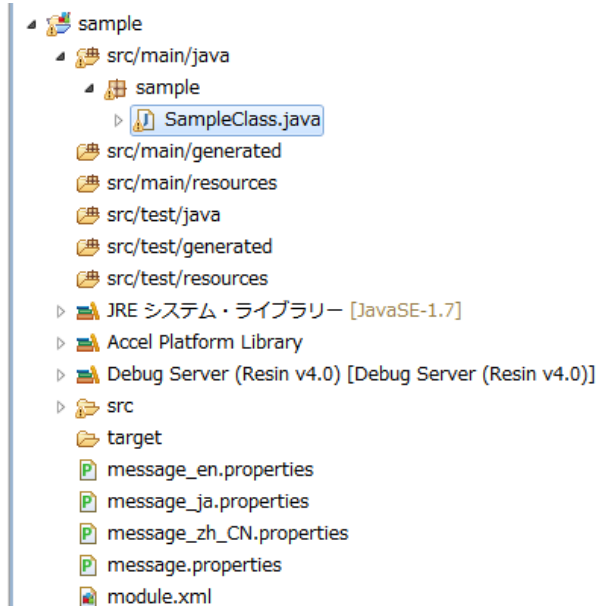 sample
src/main/java
sample
SampleClass.java
src/main/generated
src/main/resources
src/test/java
src/test/generated
src/test/resources
JRE システム・ライブラリー [JavaSE-1.7]
Accel Platform Library
Debug Server (Resin v4.0) [Debug Server (Resin v4.0)]
src
target
message_en.properties
message_ja.properties
message_zh_CN.properties
message.properties
module.xml